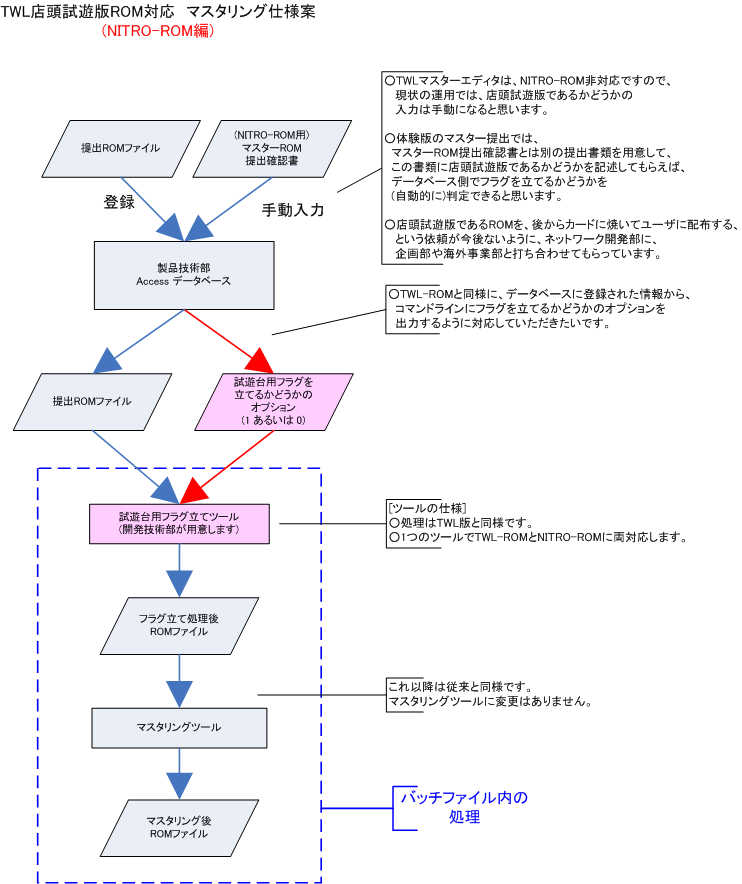 TWL店頭試遊版ROM対応　マスタリング仕様案
(NITRO-ROM編)
○TWLマスターエディタは、NITRO-ROM非対応ですので、
現状の運用では、店頭試遊版であるかどうかの
入力は手動になると思います。
○体験版のマスター提出では、
マスターROM提出確認書とは別の提出書類を用意して、
この書類に店頭試遊版であるかどうかを記述してもらえれば、
データベース側でフラグを立てるかどうかを
(自動的に)判定できると思います。
○店頭試遊版であるROMを、後からカードに焼いてユーザに配布する、
という依頼が今後ないように、ネットワーク開発部に、
企画部や海外事業部と打ち合わせてもらっています。
提出ROMファイル
(NITRO-ROM用)
マスターROM
提出確認書
登録
手動入力
製品技術部
Access データベース
○TWL-ROMと同様に、データベースに登録された情報から、
コマンドラインにフラグを立てるかどうかのオプションを
出力するように対応していただきたいです。
提出ROMファイル
試遊台用フラグを
立てるかどうかの
オプション
(1 あるいは 0)
試遊台用フラグ立てツール
(開発技術部が用意します)
[ツールの仕様]
○処理はTWL版と同様です。
○1つのツールでTWL-ROMとNITRO-ROMに両対応します。
フラグ立て処理後
ROMファイル
これ以降は従来と同様です。
マスタリングツールに変更はありません。
マスタリングツール
バッチファイル内の
処理
マスタリング後
ROMファイル